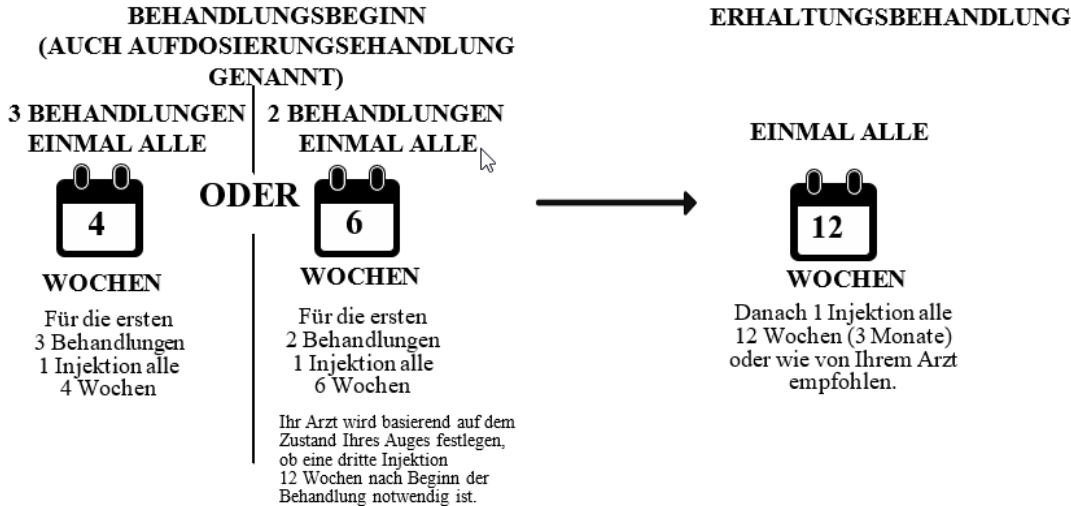 BEHANDLUNGSBEGINN
(AUCH AUFDOSIERUNGSEHANDLUNG
GENANNT)
3 BEHANDLUNGEN
EINMAL ALLE
4
WOCHEN
Für die ersten
3 Behandlungen
1 Injektion alle
4 Wochen
ODER
2 BEHANDLUNGEN
EINMAL ALLE
6
WOCHEN
Für die ersten
2 Behandlungen
1 Injektion alle
6 Wochen
Ihr Arzt wird basierend auf dem
Zustand Ihres Auges festlegen,
ob eine dritte Injektion
12 Wochen nach Beginn der
Behandlung notwendig ist.
ERHALTUNGSBEHANDLUNG
EINMAL ALLE
12
WOCHEN
Danach 1 Injektion alle
12 Wochen (3 Monate)
oder wie von Ihrem Arzt
empfohlen.